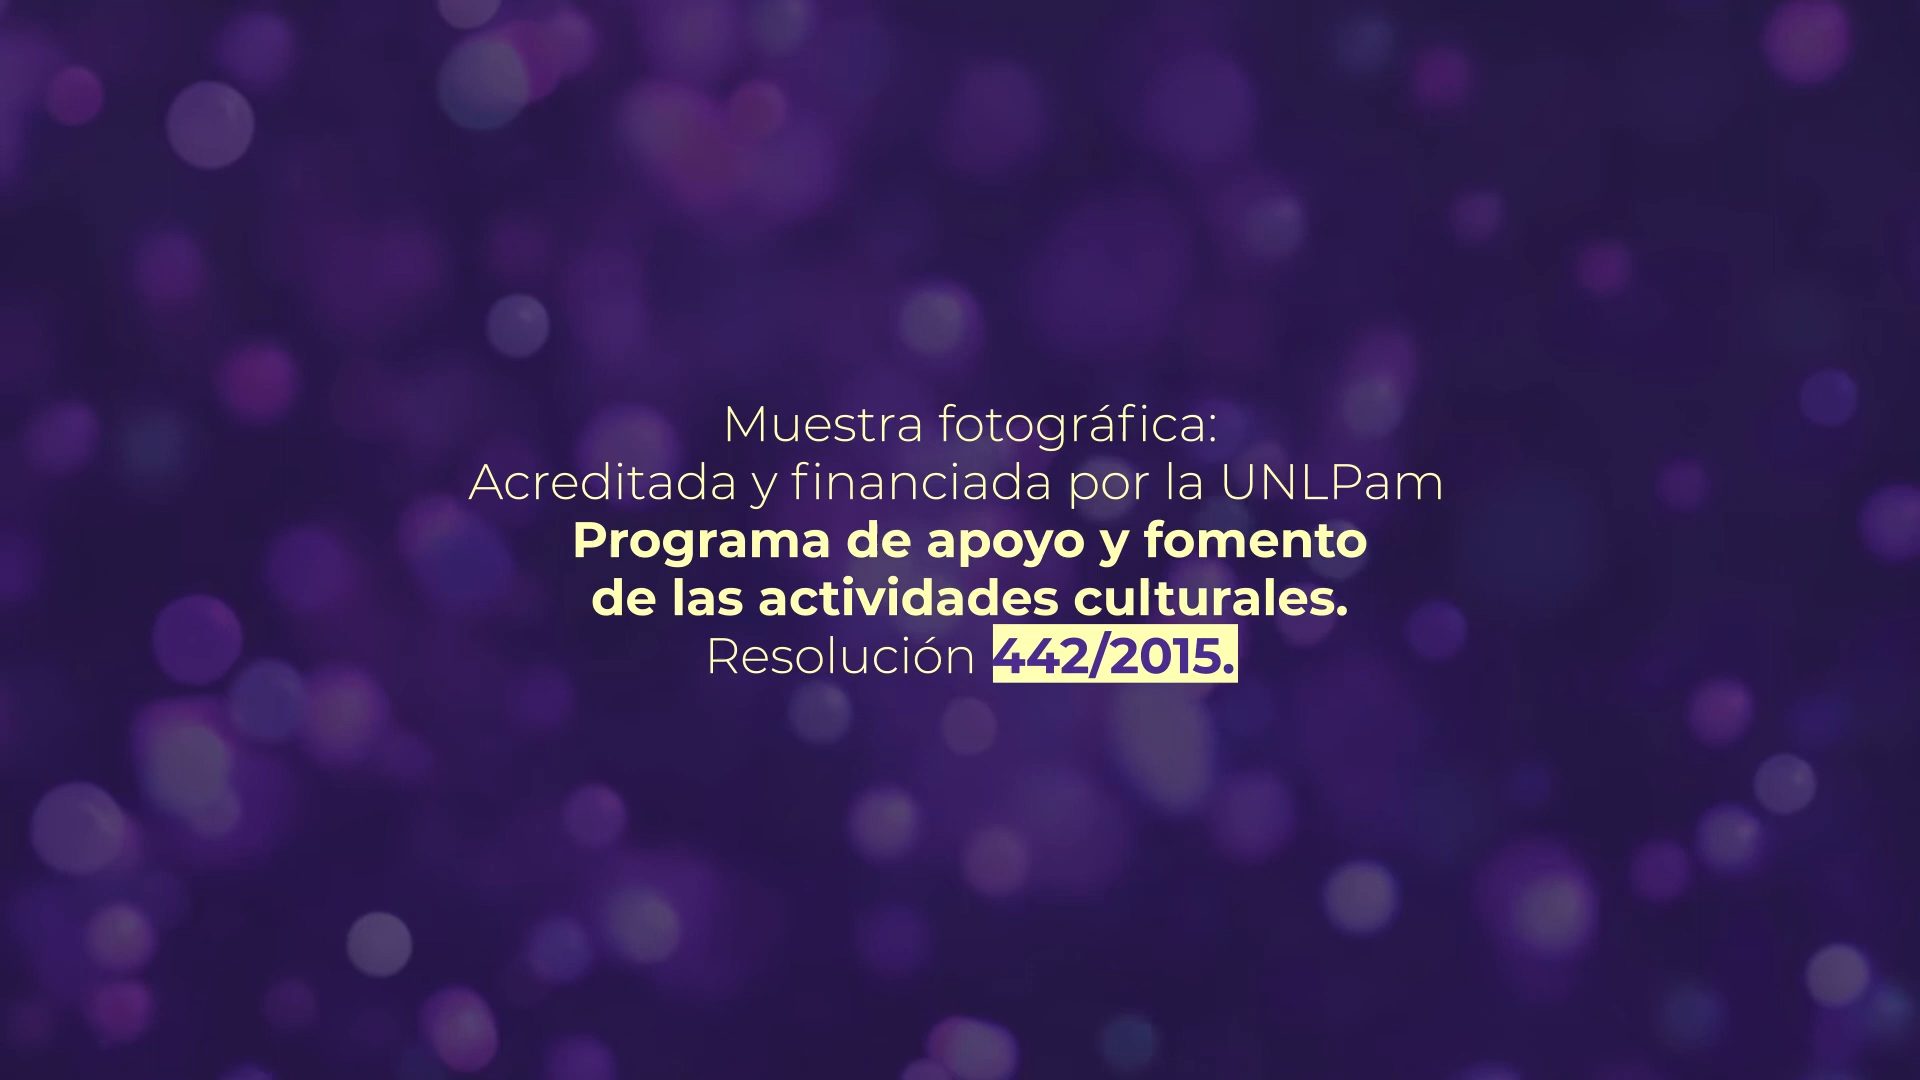 Muestra fotográfica:
Acreditada y financiada por la UNLPam
Programa de apoyo y fomento
de las actividades culturales.
Resolución 442/2015.